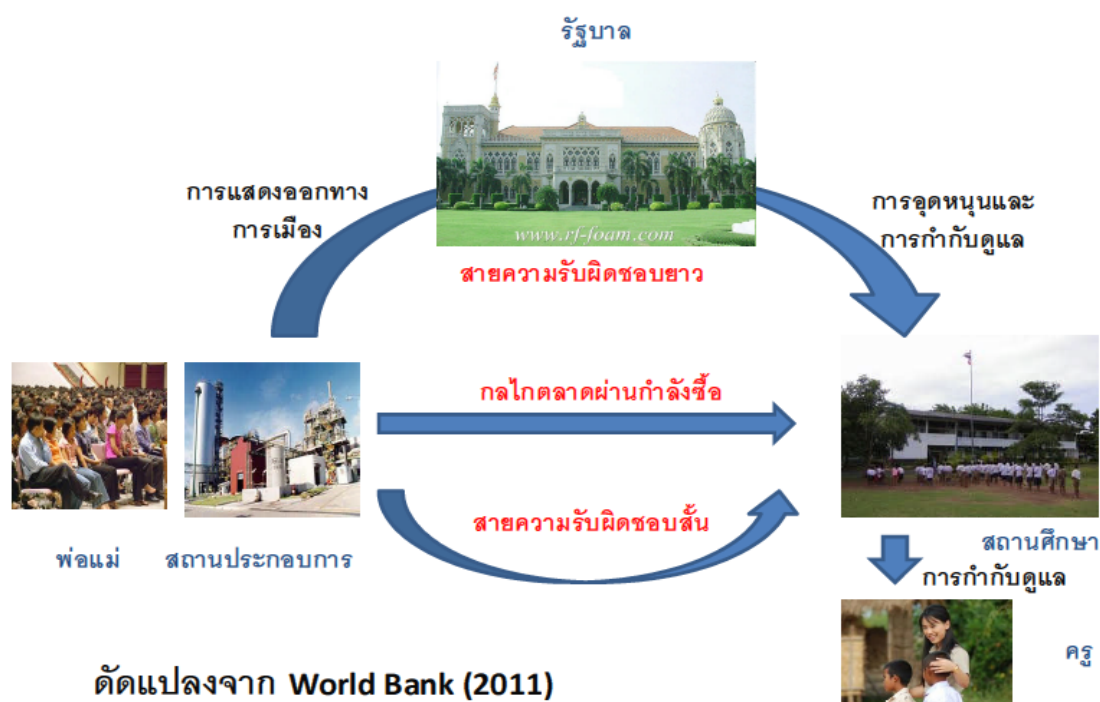 รัฐบาล
การแสดงออกทาง
การเมือง
การอุดหนุนและ
การกำกับดูแล
www.rf-foam.com
สายความรับผิดชอบยาว
กลไกตลาดผ่านกำลังซื้อ
สายความรับผิดชอบสั้น
พ่อแม่
สถานประกอบการ
สถานศึกษา
การกำกับดูแล
ครู
ดัดแปลงจาก World Bank (2011)